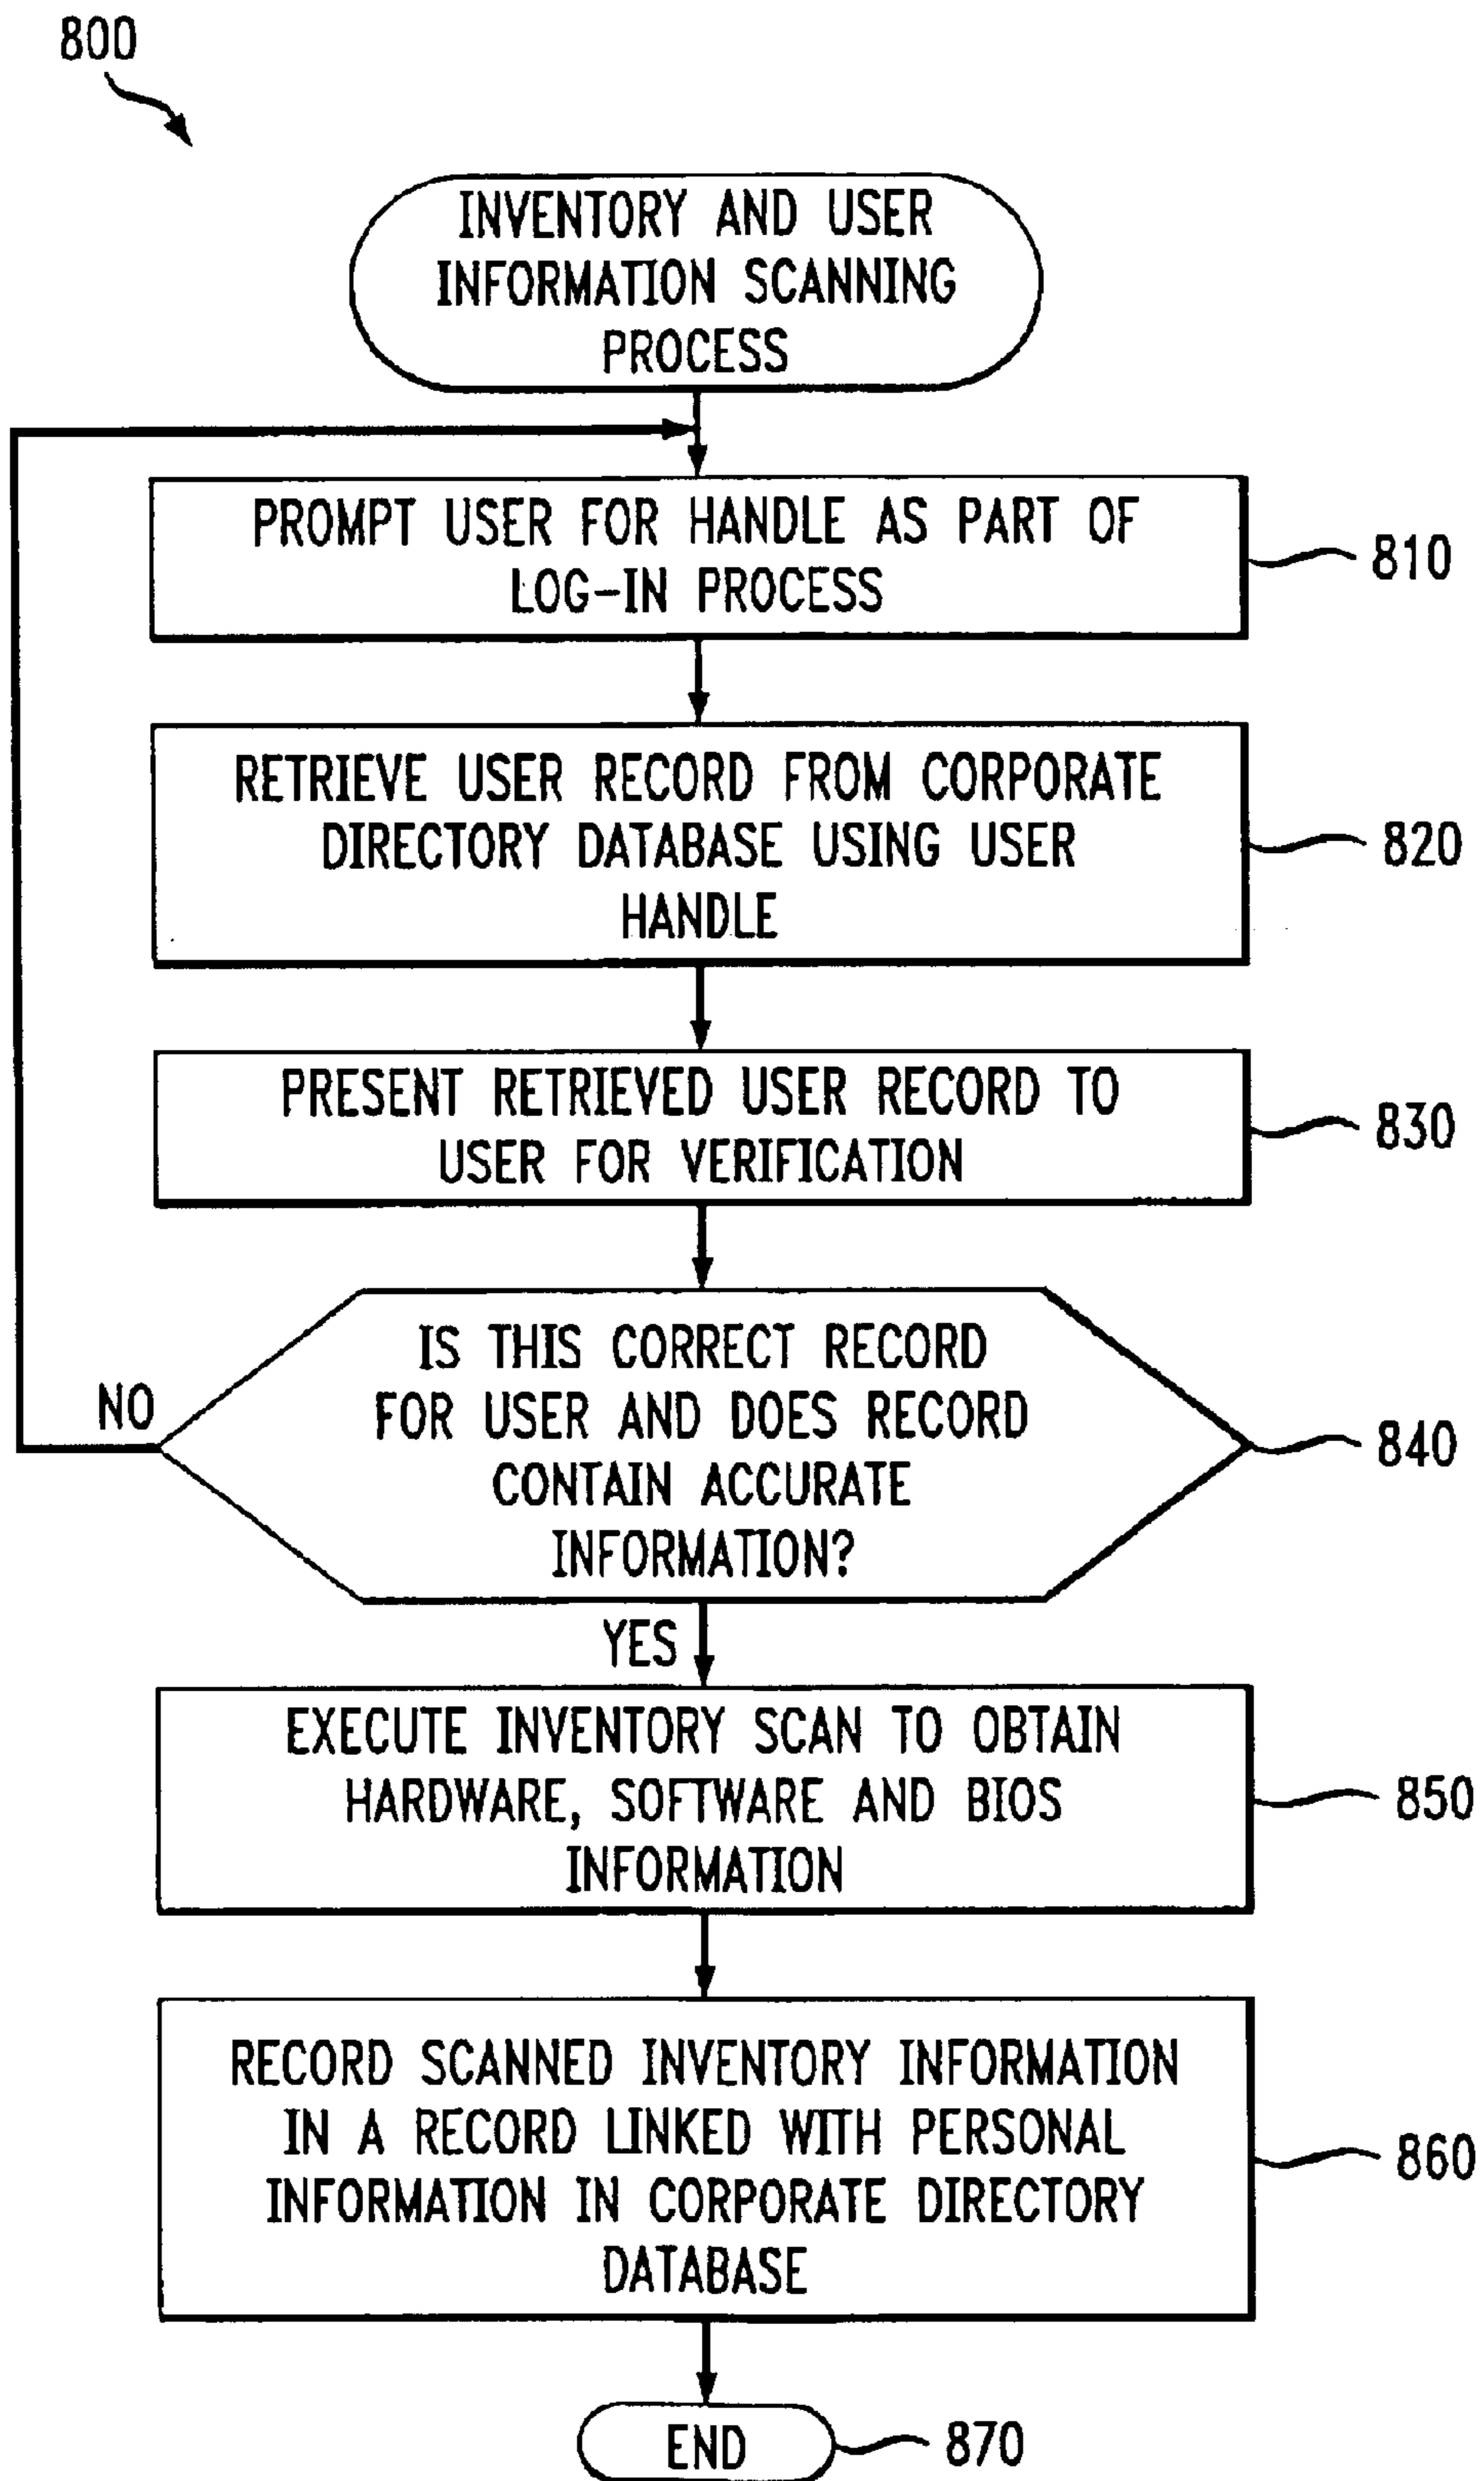 800
INVENTORY AND USER
INFORMATION SCANNING
PROCESS
PROMPT USER FOR HANDLE AS PART OF
LOG-IN PROCESS
810
RETRIEVE USER RECORD FROM CORPORATE
DIRECTORY DATABASE USING USER
HANDLE
820
PRESENT RETRIEVED USER RECORD TO
USER FOR VERIFICATION
830
IS THIS CORRECT RECORD
FOR USER AND DOES RECORD
CONTAIN ACCURATE
INFORMATION?
840
NO
YES
EXECUTE INVENTORY SCAN TO OBTAIN
HARDWARE, SOFTWARE AND BIOS
INFORMATION
850
RECORD SCANNED INVENTORY INFORMATION
IN A RECORD LINKED WITH PERSONAL
INFORMATION IN CORPORATE DIRECTORY
DATABASE
860
END
870